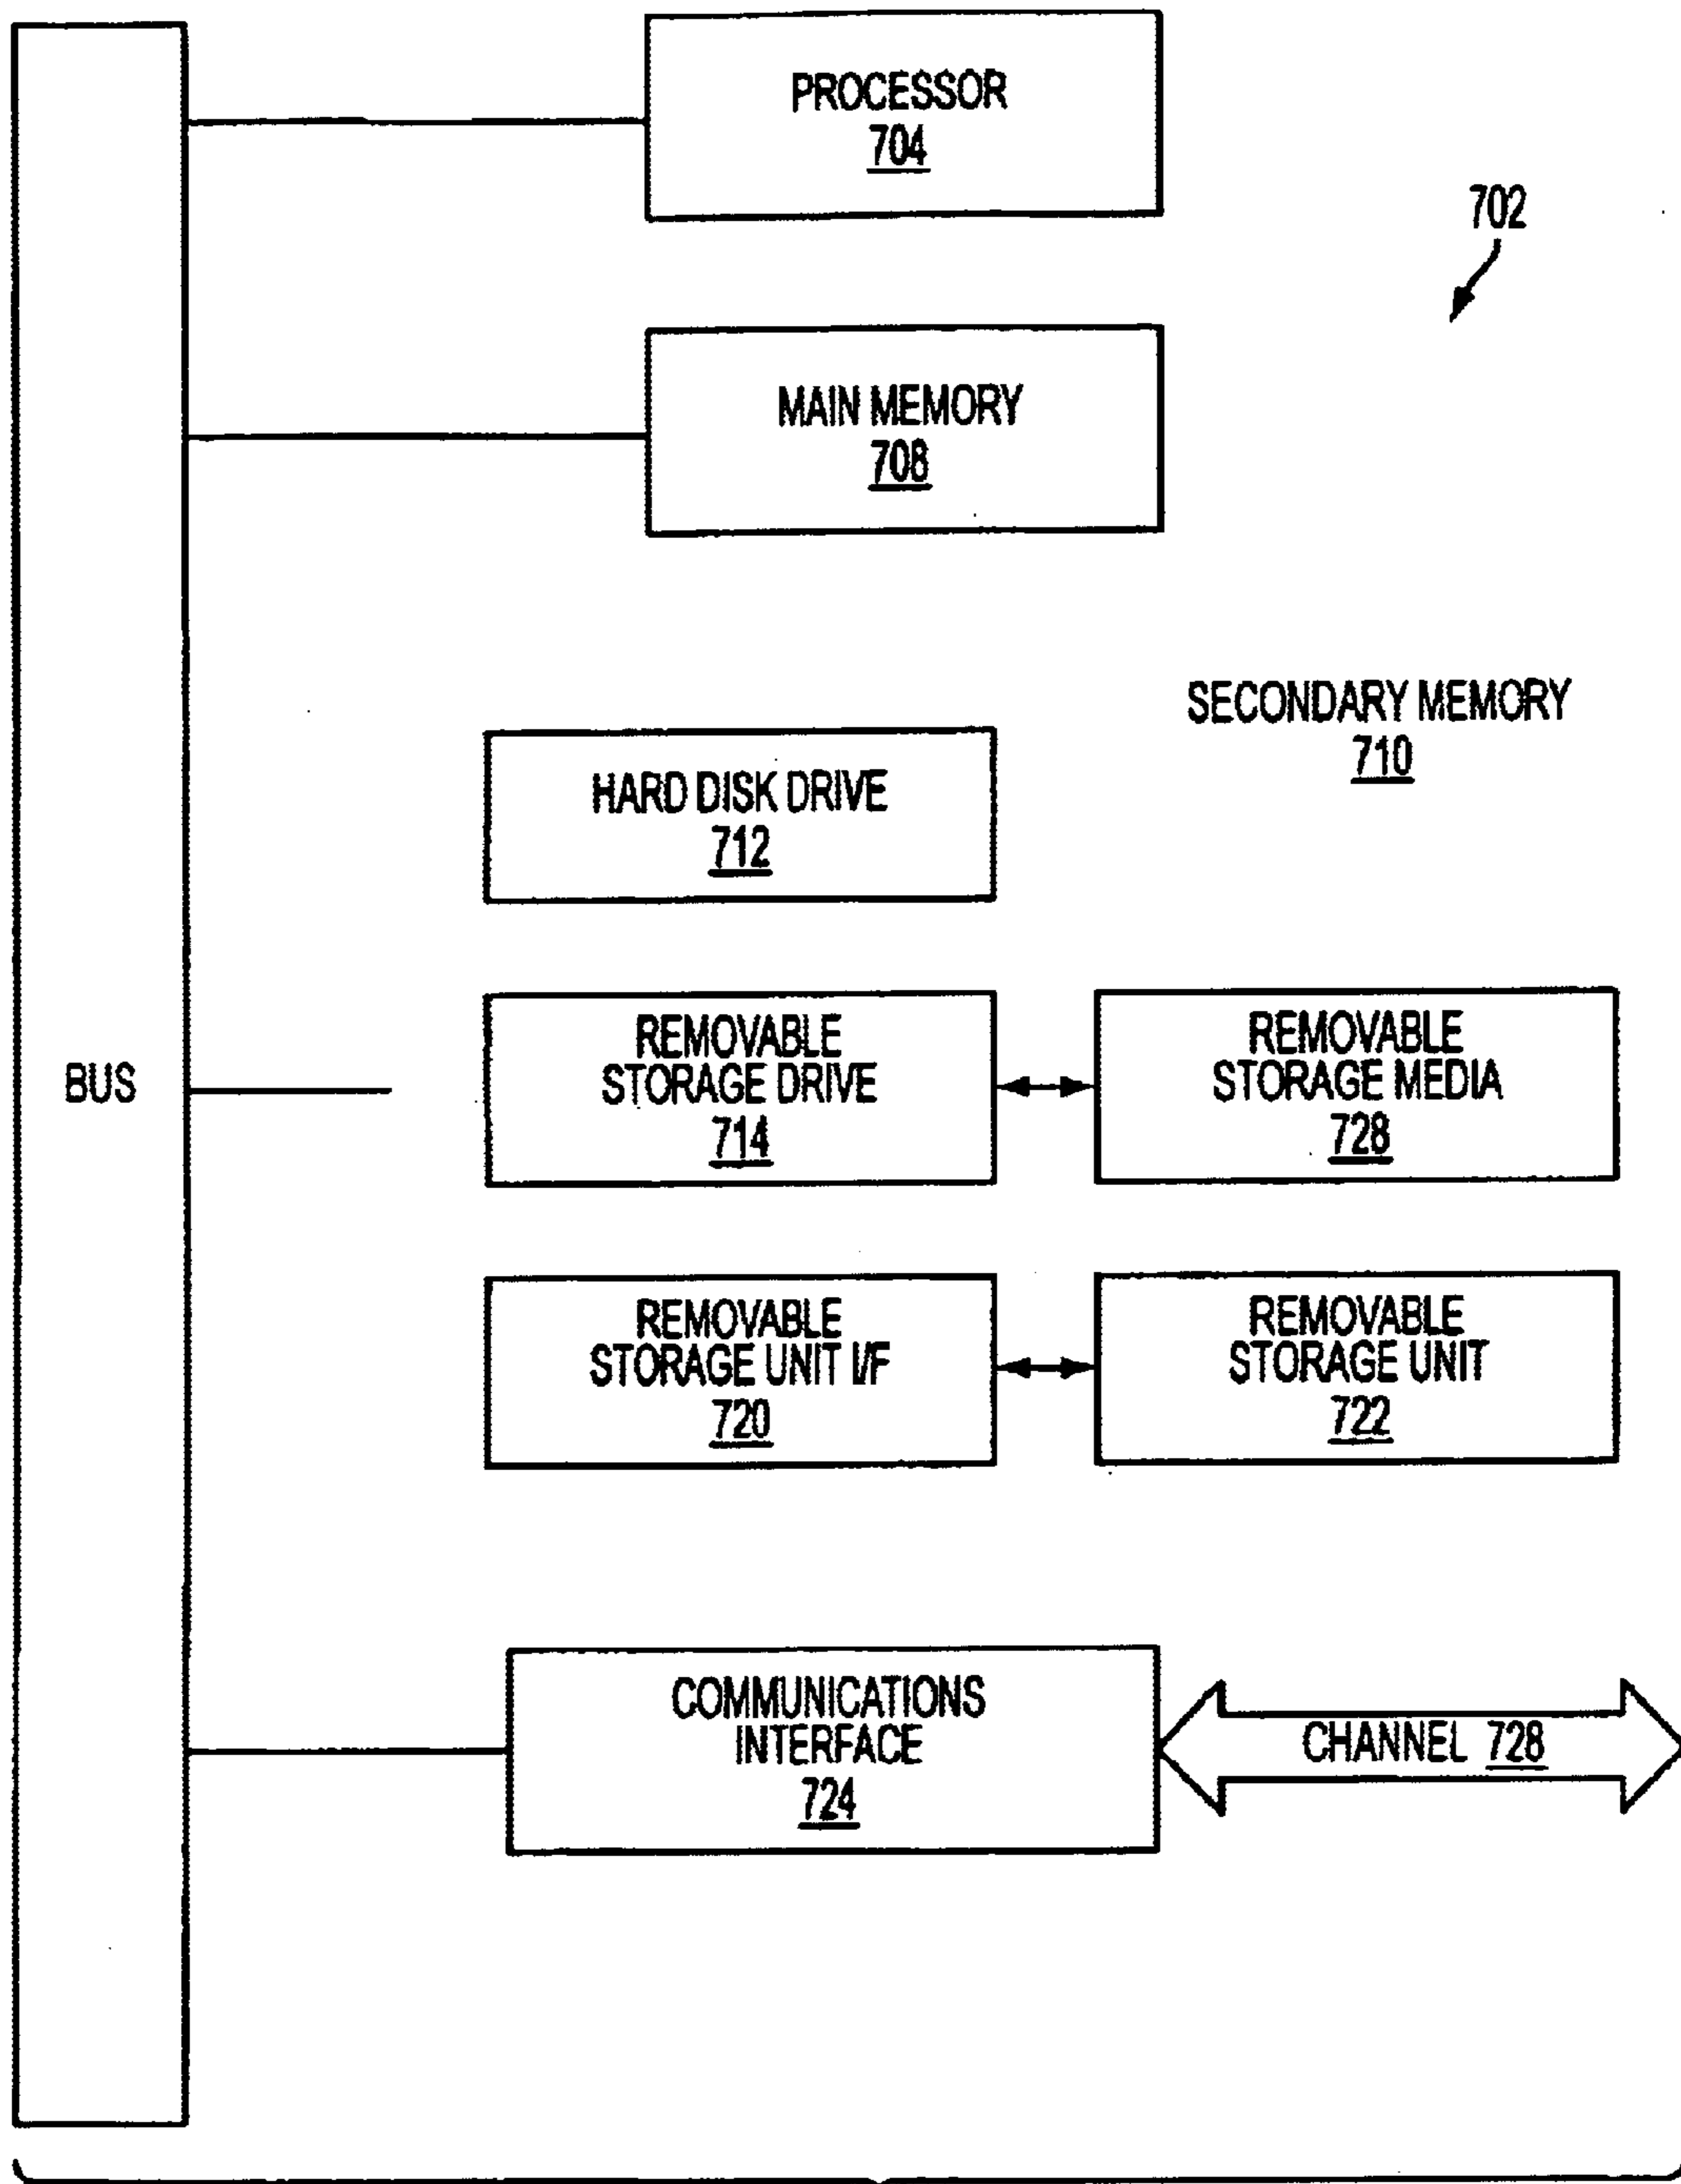 PROCESSOR
704
702
MAIN MEMORY
708
SECONDARY MEMORY
710
HARD DISK DRIVE
712
BUS
REMOVABLE
STORAGE DRIVE
714
REMOVABLE
STORAGE MEDIA
728
REMOVABLE
STORAGE UNIT I/F
720
REMOVABLE
STORAGE UNIT
722
COMMUNICATIONS
INTERFACE
724
CHANNEL 728